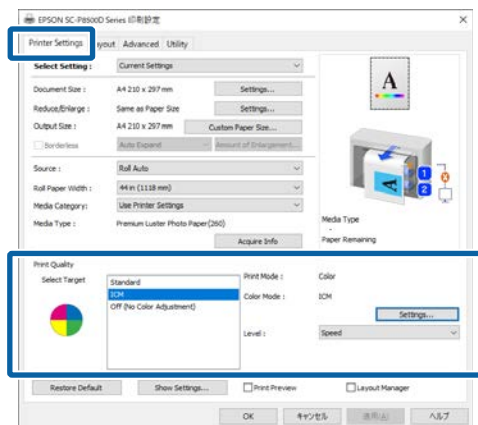 EPSON SC-P8500D Series 印刷設定
Printer Settings yout Advanced Utility
Select Setting : Current Settings
Document Size : A4 210 x 297 mm Settings...
Reduce/Enlarge : Same as Paper Size Settings...
Output Size : A4 210 x 297 mm Custom Paper Size...
Borderless Auto Expand Amount of Enlargement...
Source : Roll Auto
Roll Paper Width : 44 in (1118 mm)
Media Category: Use Printer Settings
Media Type : Premium Luster Photo Paper(260)
Acquire Info
A
1
2
Media Type
-
Paper Remaining
Print Quality
Select Target
Standard
ICM
Off (No Color Adjustment)
Print Mode : Color
Color Mode : ICM
Settings...
Level : Speed
Restore Default Show Settings... Print Preview Layout Manager
OK キャンセル 適用(A) ヘルプ